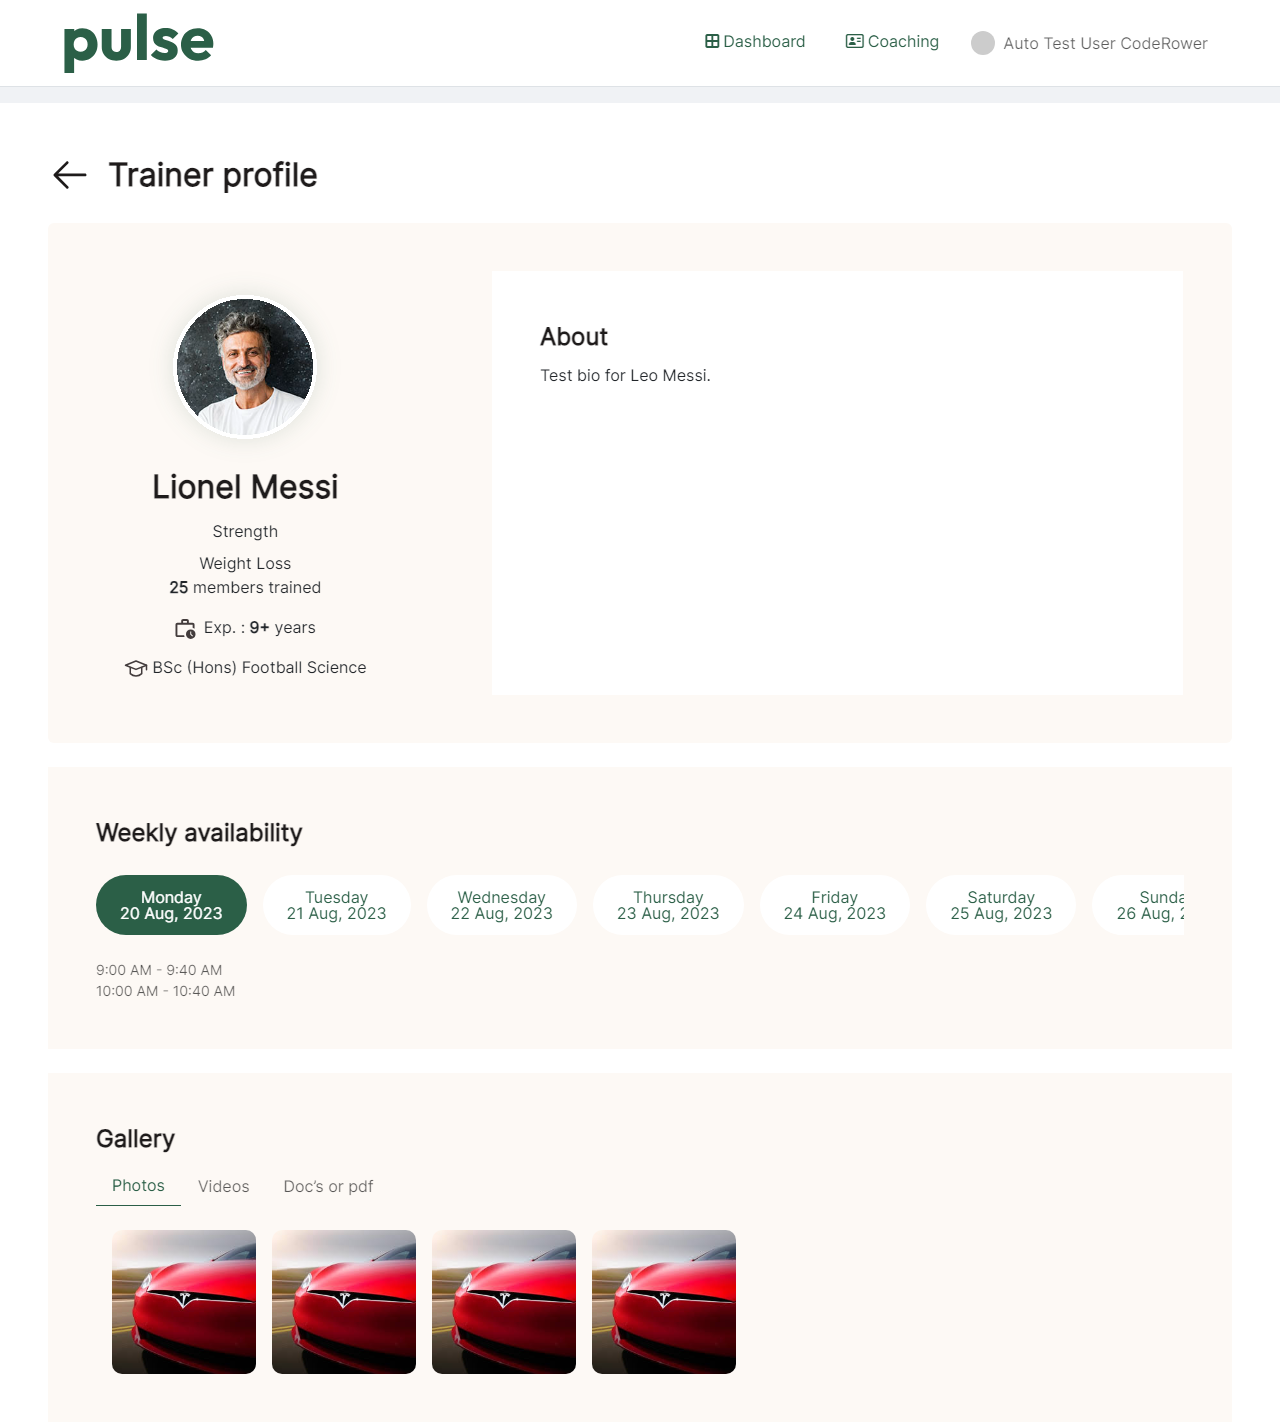 pulse
Dashboard
Coaching
Auto Test User CodeRower
Trainer profile
Lionel Messi
Strength
Weight Loss
25 members trained
Exp. : 9+ years
BSc (Hons) Football Science
About
Test bio for Leo Messi.
Weekly availability
Monday
20 Aug, 2023
Tuesday
21 Aug, 2023
Wednesday
22 Aug, 2023
Thursday
23 Aug, 2023
Friday
24 Aug, 2023
Saturday
25 Aug, 2023
Sunda
26 Aug, 2
9:00 AM - 9:40 AM
10:00 AM - 10:40 AM
Gallery
Photos
Videos
Doc’s or pdf